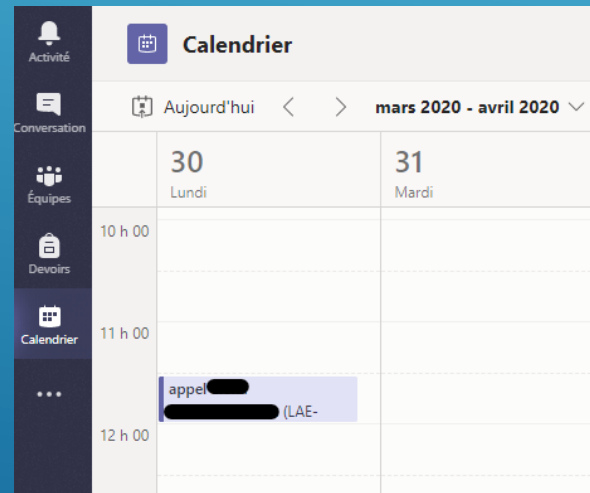 Activité
Conversation
Équipes
Devoirs
Calendrier
Calendrier
Aujourd'hui mars 2020 - avril 2020
30 31
Lundi Mardi
10 h 00
11 h 00
appel
(LAE-
12 h 00